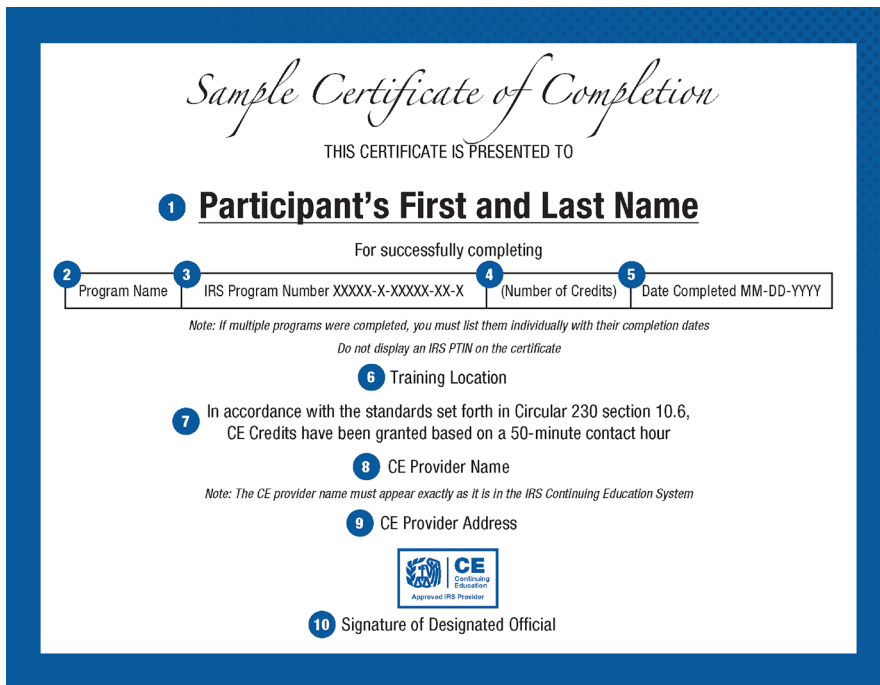 Sample Certificate of Completion
THIS CERTIFICATE IS PRESENTED TO
1 Participant's First and Last Name
For successfully completing
2 3 4 5
Program Name IRS Program Number XXXXX-X-XXXXX-XX-X (Number of Credits) Date Completed MM-DD-YYYY
Note: If multiple programs were completed, you must list them individually with their completion dates
Do not display an IRS PTIN on the certificate
6 Training Location
7 In accordance with the standards set forth in Circular 230 section 10.6,
CE Credits have been granted based on a 50-minute contact hour
8 CE Provider Name
Note: The CE provider name must appear exactly as it is in the IRS Continuing Education System
9 CE Provider Address
CE
Continuing
Education
Approved IRS Provider
10 Signature of Designated Official